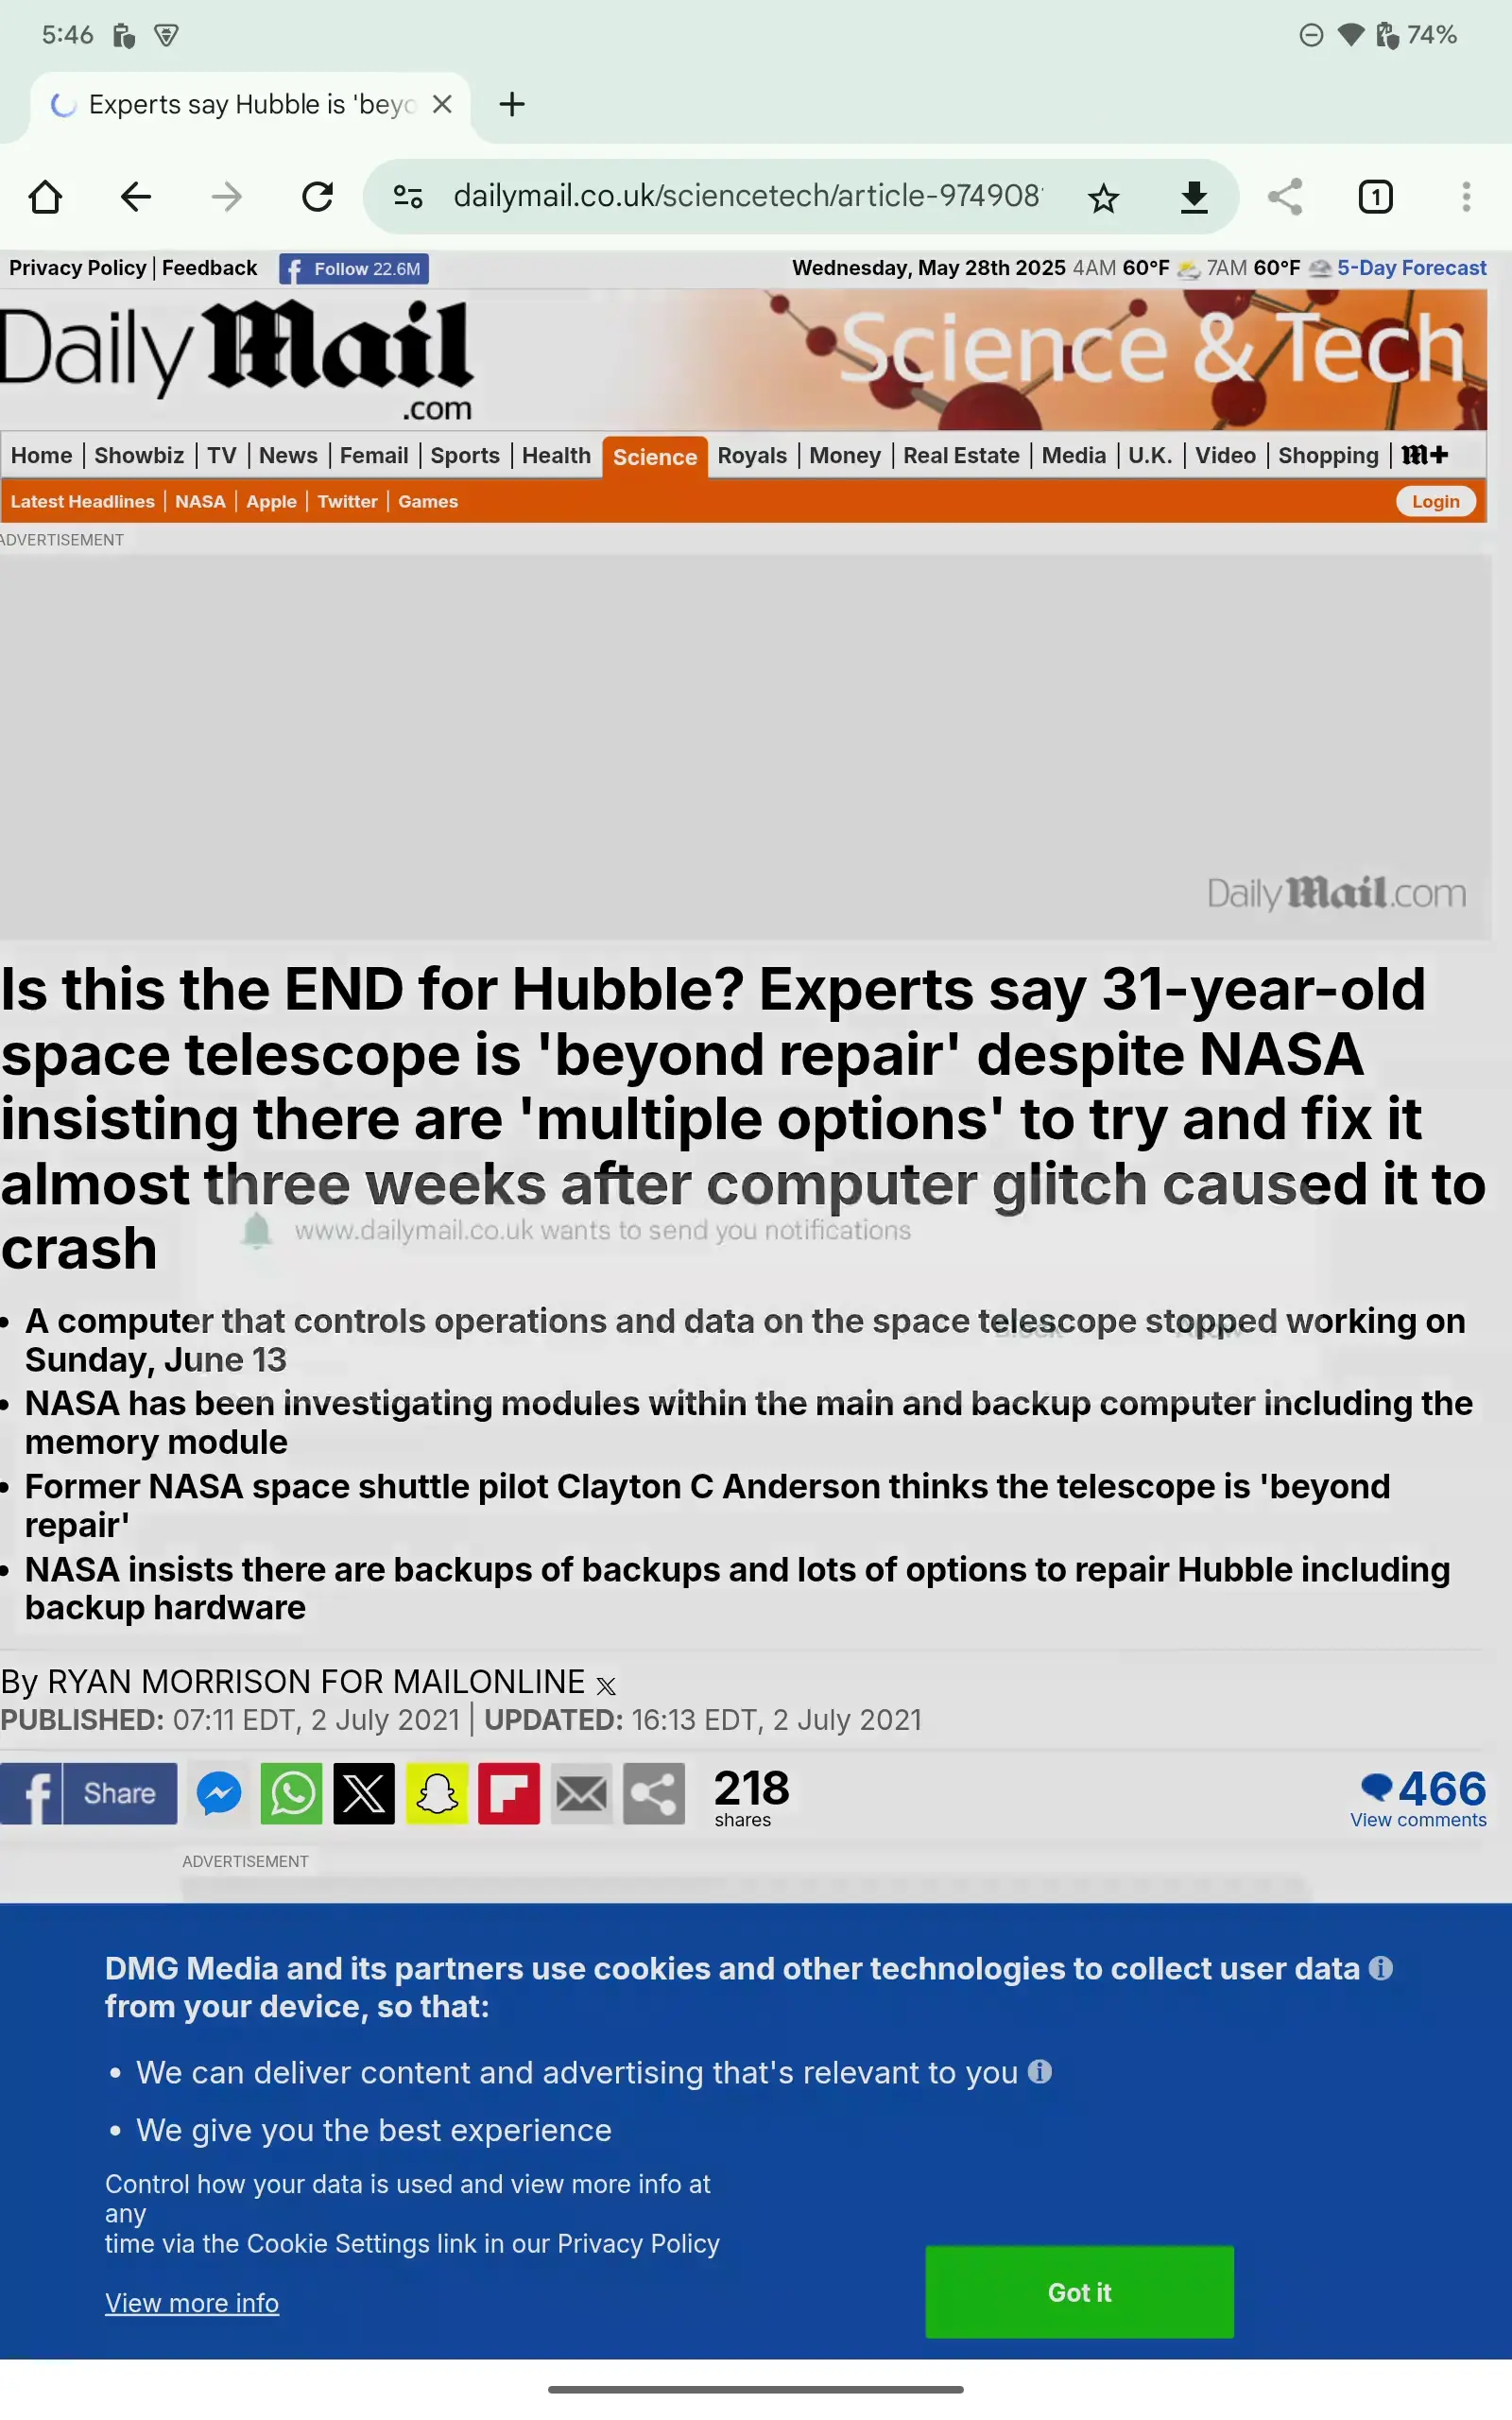 5:46
74%
Experts say Hubble is 'beyo
dailymail.co.uk/sciencetech/article-974908
1
Privacy Policy | Feedback
Follow 22.6M
Wednesday, May 28th 2025 4AM 60°F 7AM 60°F 5-Day Forecast
Daily Mail
.com
Science & Tech
Home | Showbiz | TV | News | Femail | Sports | Health Science Royals | Money | Real Estate | Media | U.K. | Video | Shopping | m+
Latest Headlines | NASA | Apple | Twitter | Games
Login
ADVERTISEMENT
Daily Mail.com
Is this the END for Hubble? Experts say 31-year-old
space telescope is 'beyond repair' despite NASA
insisting there are 'multiple options' to try and fix it
almost three weeks after computer glitch caused it to
crash
www.dailymail.co.uk wants to send you notifications
Block Allow
• A computer that controls operations and data on the space telescope stopped working on
Sunday, June 13
• NASA has been investigating modules within the main and backup computer including the
memory module
• Former NASA space shuttle pilot Clayton C Anderson thinks the telescope is 'beyond
repair'
• NASA insists there are backups of backups and lots of options to repair Hubble including
backup hardware
By RYAN MORRISON FOR MAILONLINE
PUBLISHED: 07:11 EDT, 2 July 2021 | UPDATED: 16:13 EDT, 2 July 2021
Share
218
shares
466
View comments
ADVERTISEMENT
DMG Media and its partners use cookies and other technologies to collect user data
from your device, so that:
• We can deliver content and advertising that's relevant to you
• We give you the best experience
Control how your data is used and view more info at
any
time via the Cookie Settings link in our Privacy Policy
View more info
Got it